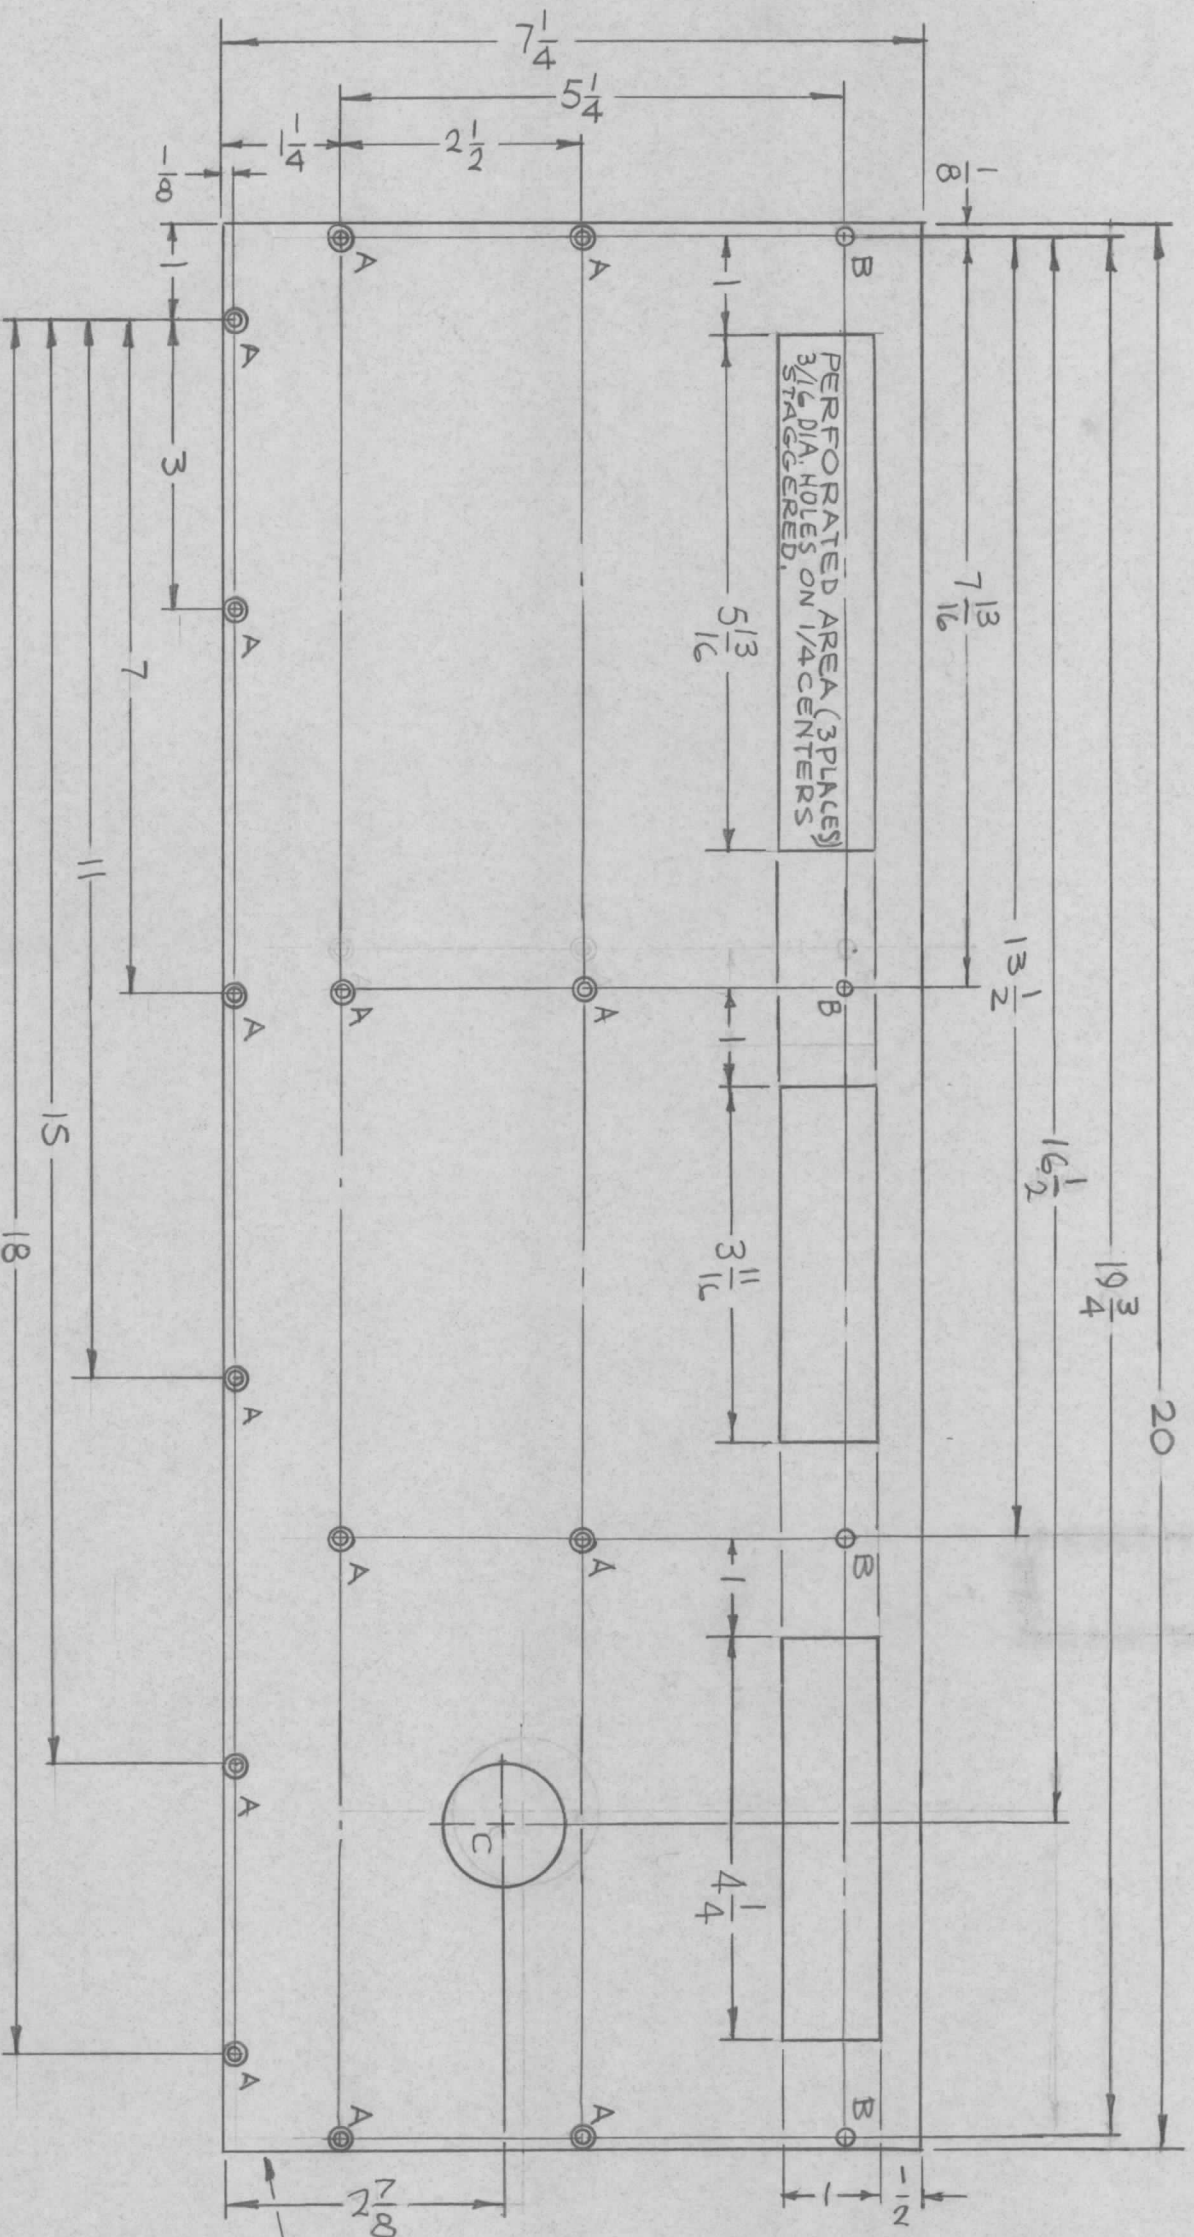 20
19 3/4
16 1/2
13 1/2
1/8
7 13/16
1/2
1
B
B
B
B
PERFORATED AREA (3 PLACES)
3/16 DIA. HOLES ON 1/4 CENTERS
STAGGERED.
1
5 13/16
1
3 11/16
1
4 1/4
7 1/4
5 1/4
2 1/2
1 1/4
1/8
A
A
A
A
C
2 7/8
A
A
A
A
A
A
A
A
A
A
1
3
7
11
15
18